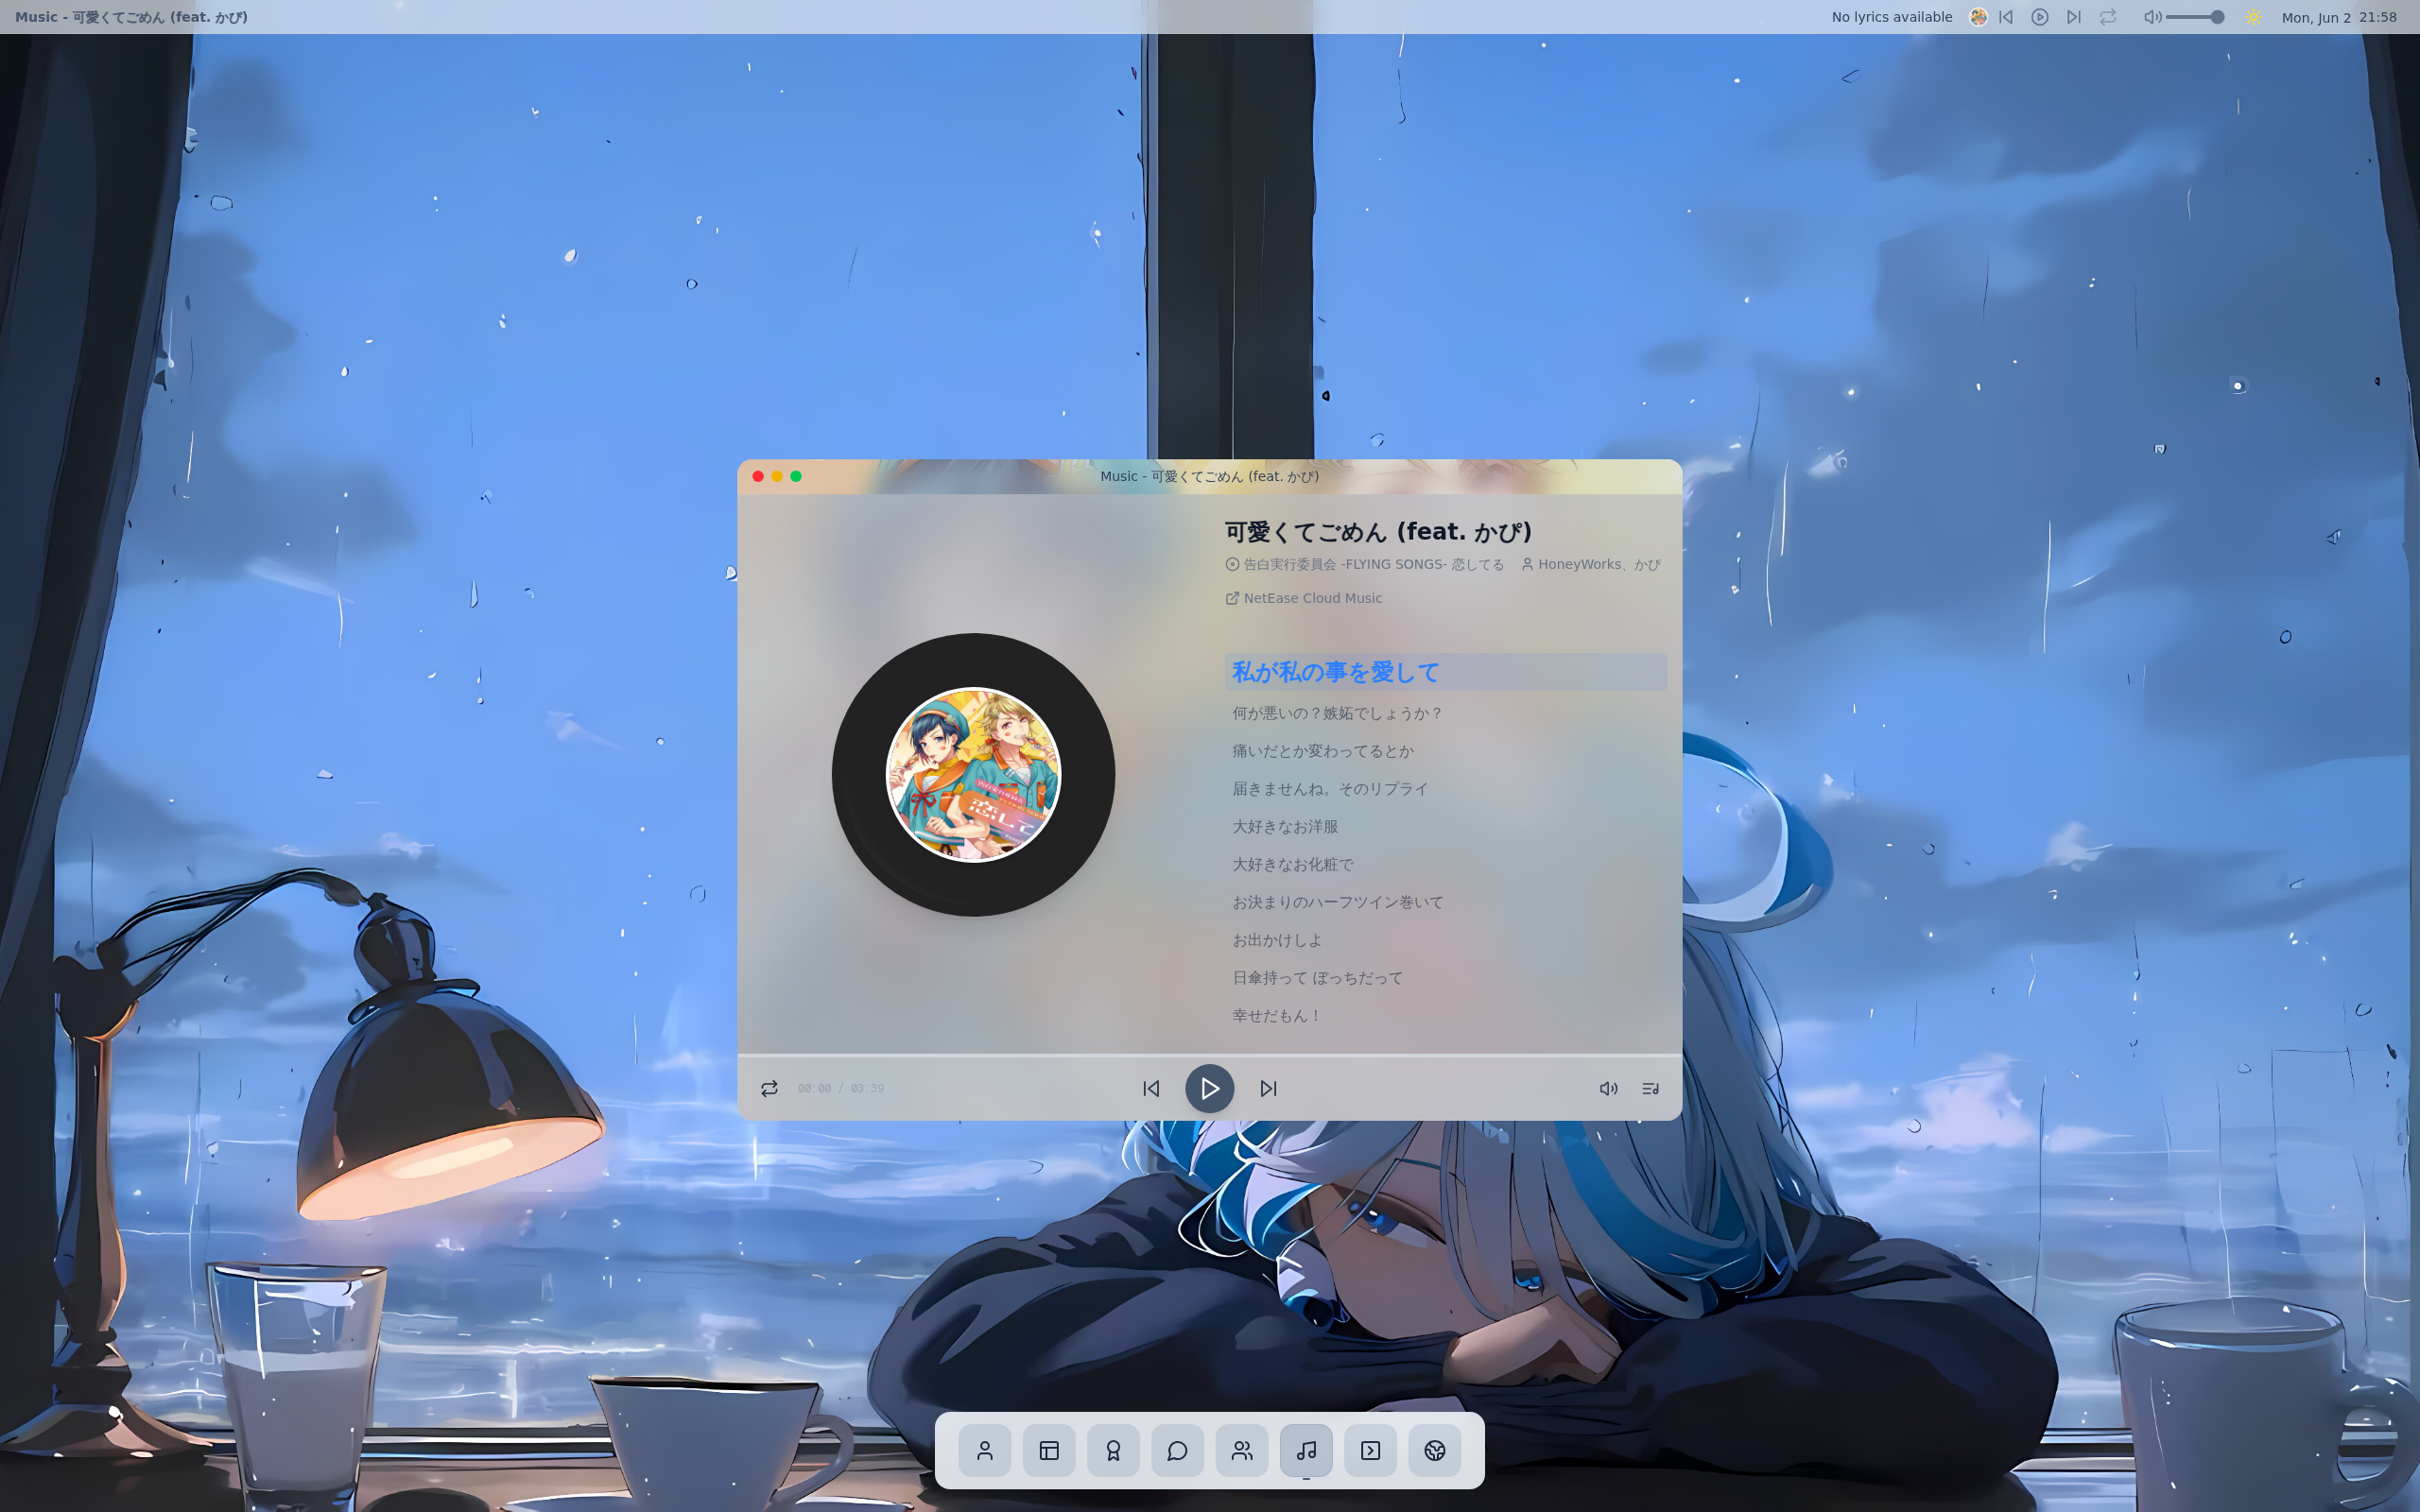 Music - 可愛くてごめん (feat. かぴ)
No lyrics available
Mon, Jun 2 21:58
Music - 可愛くてごめん (feat. かぴ)
可愛くてごめん (feat. かぴ)
告白実行委員会 -FLYING SONGS- 恋してる HoneyWorks、かぴ
NetEase Cloud Music
私が私の事を愛して
何が悪いの？嫉妬でしょうか？
痛いだとか変わってるとか
届きませんね。そのリプライ
大好きなお洋服
大好きなお化粧で
お決まりのハーフツイン巻いて
お出かけしよ
日傘持って ぼっちだって
幸せだもん！
恋して
00:00 / 03:39